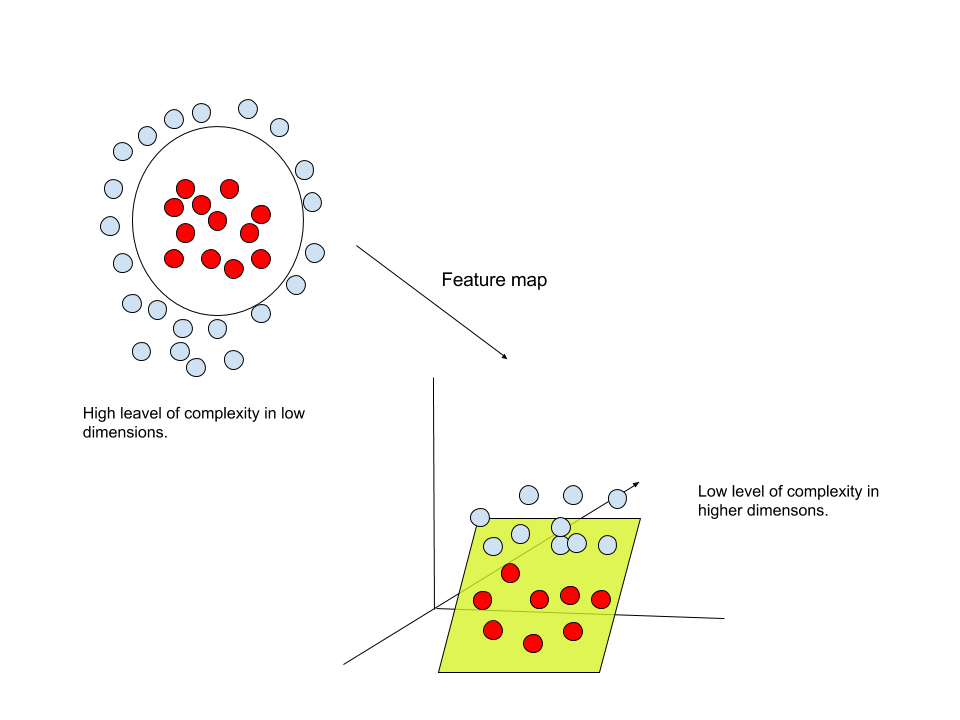 Feature map
High leavel of complexity in low
dimensions.
Low level of complexity in
higher dimensons.